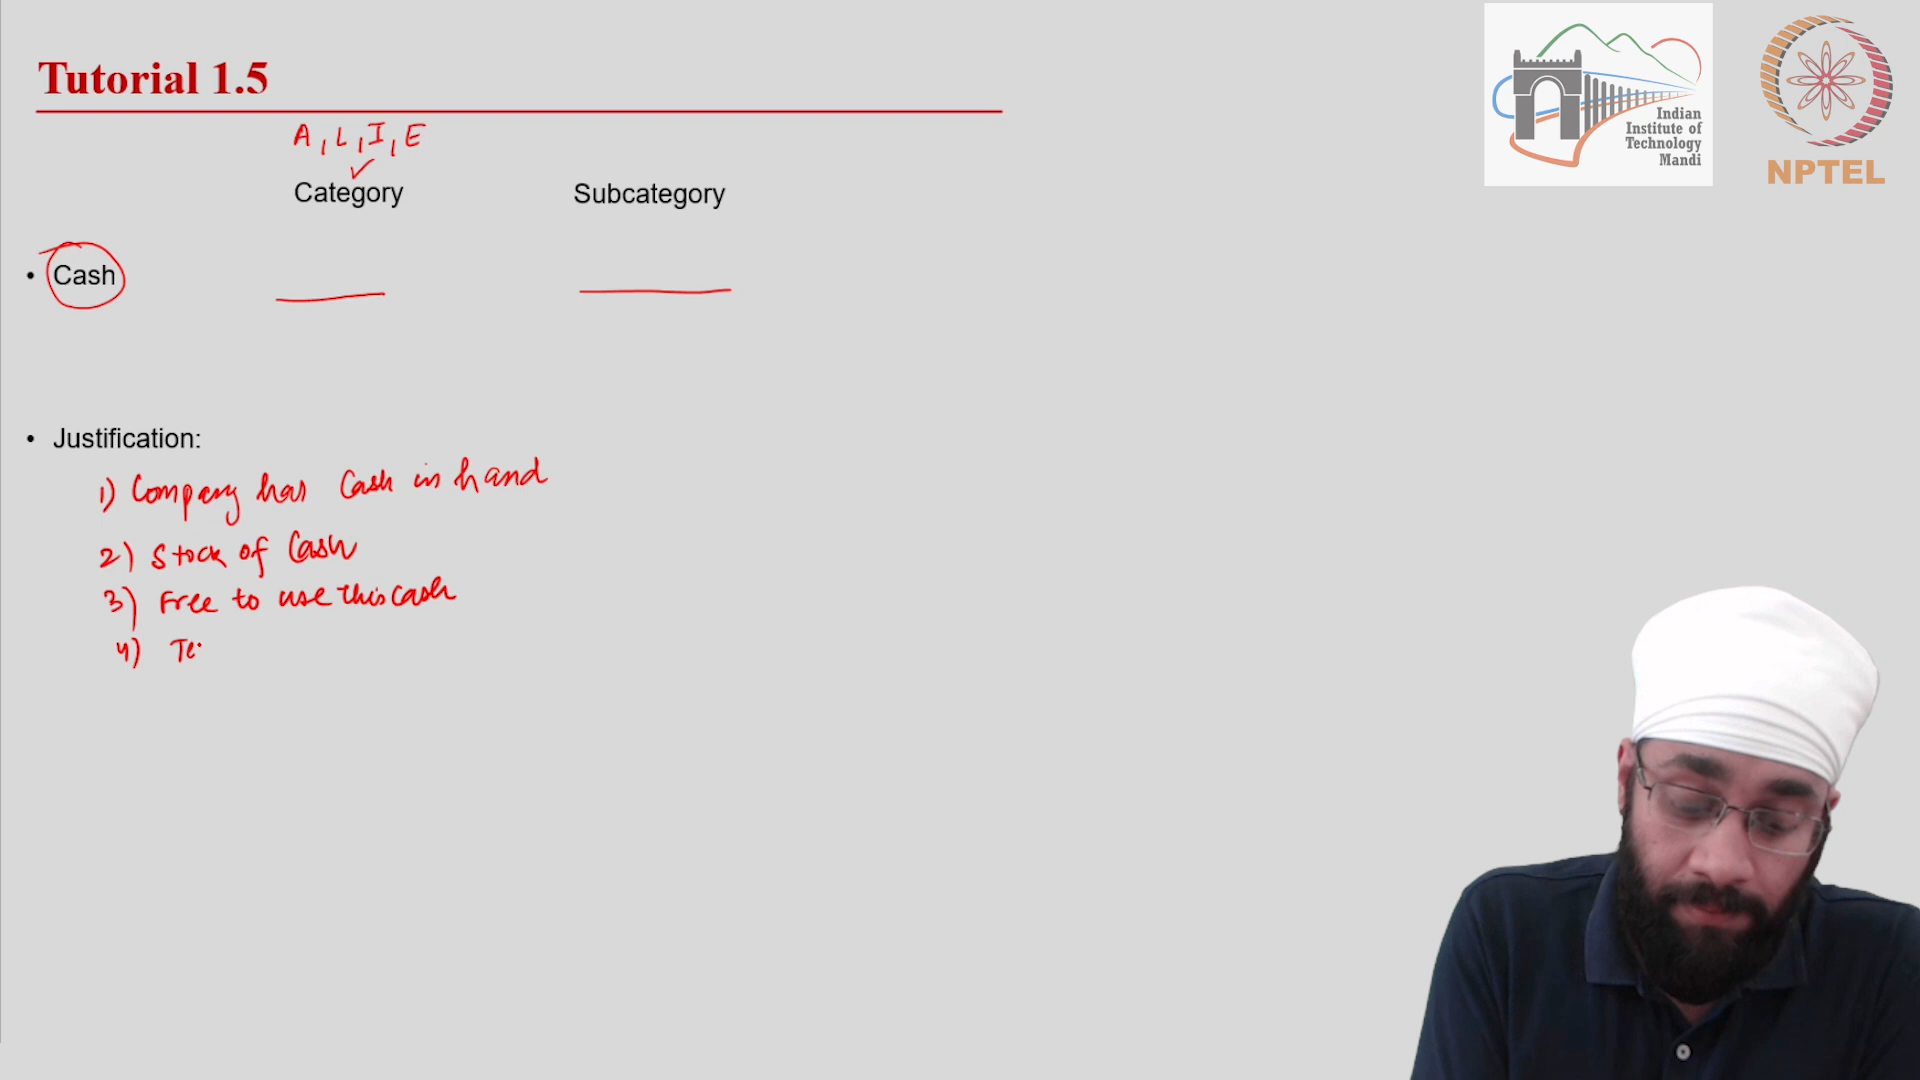 Tutorial 1.5
A, L, I, E
Category
Subcategory
• Cash
• Justification:
1) Company has Cash in hand
2) Stock of Cash
3) Free to use this cash
4) Te
Indian
Institute of
Technology
Mandi
NPTEL